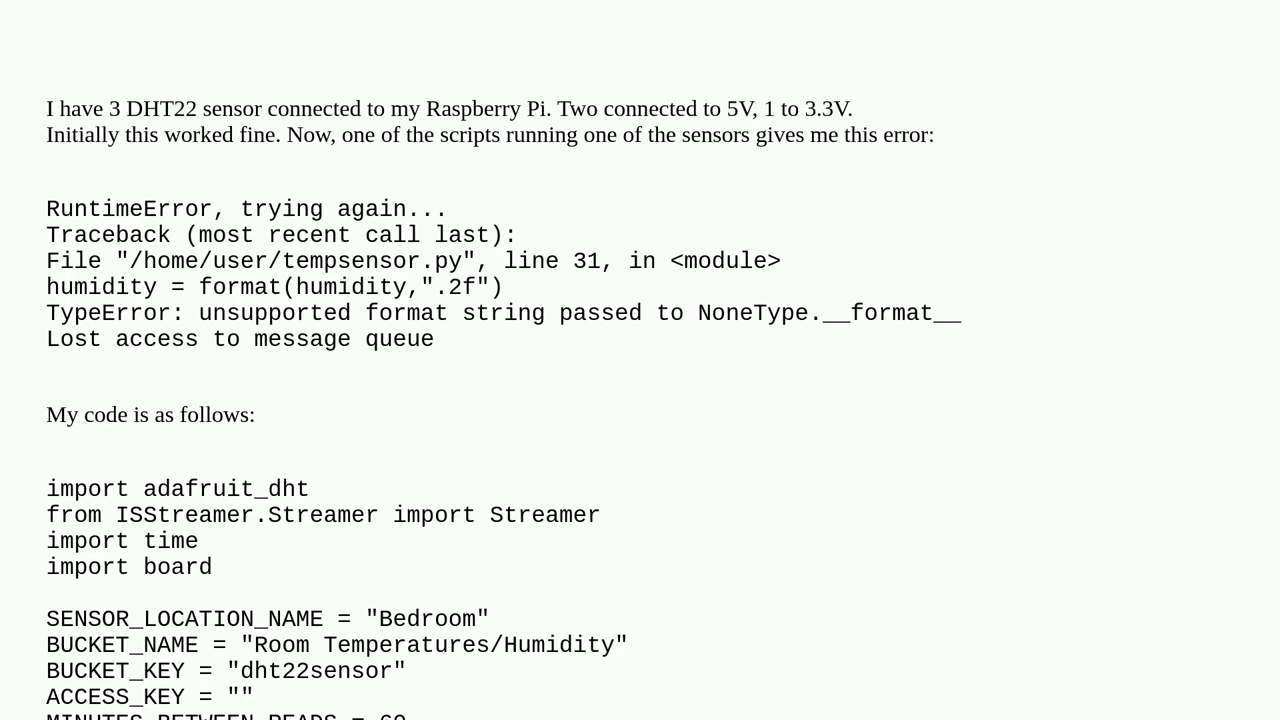 I have 3 DHT22 sensor connected to my Raspberry Pi. Two connected to 5V, 1 to 3.3V.
Initially this worked fine. Now, one of the scripts running one of the sensors gives me this error:
RuntimeError, trying again...
Traceback (most recent call last):
File "/home/user/tempsensor.py", line 31, in <module>
humidity = format(humidity,".2f")
TypeError: unsupported format string passed to NoneType.__format__
Lost access to message queue
My code is as follows:
import adafruit_dht
from ISStreamer.Streamer import Streamer
import time
import board
SENSOR_LOCATION_NAME = "Bedroom"
BUCKET_NAME = "Room Temperatures/Humidity"
BUCKET_KEY = "dht22sensor"
ACCESS_KEY = ""
MINUTES_BETWEEN_READS = 60